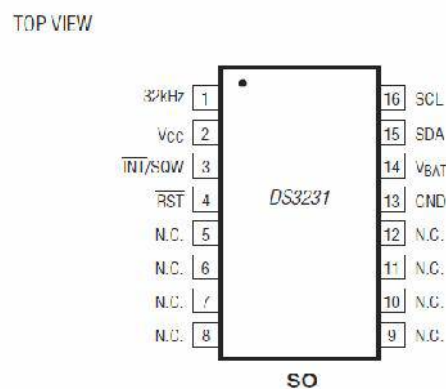 TOP VIEW
32kHz 1 16 SCL
VCC 2 15 SDA
INT/SQW 3 14 VBAT
RST 4 DS3231 13 GND
N.C. 5 12 N.C.
N.C. 6 11 N.C.
N.C. 7 10 N.C.
N.C. 8 9 N.C.
SO